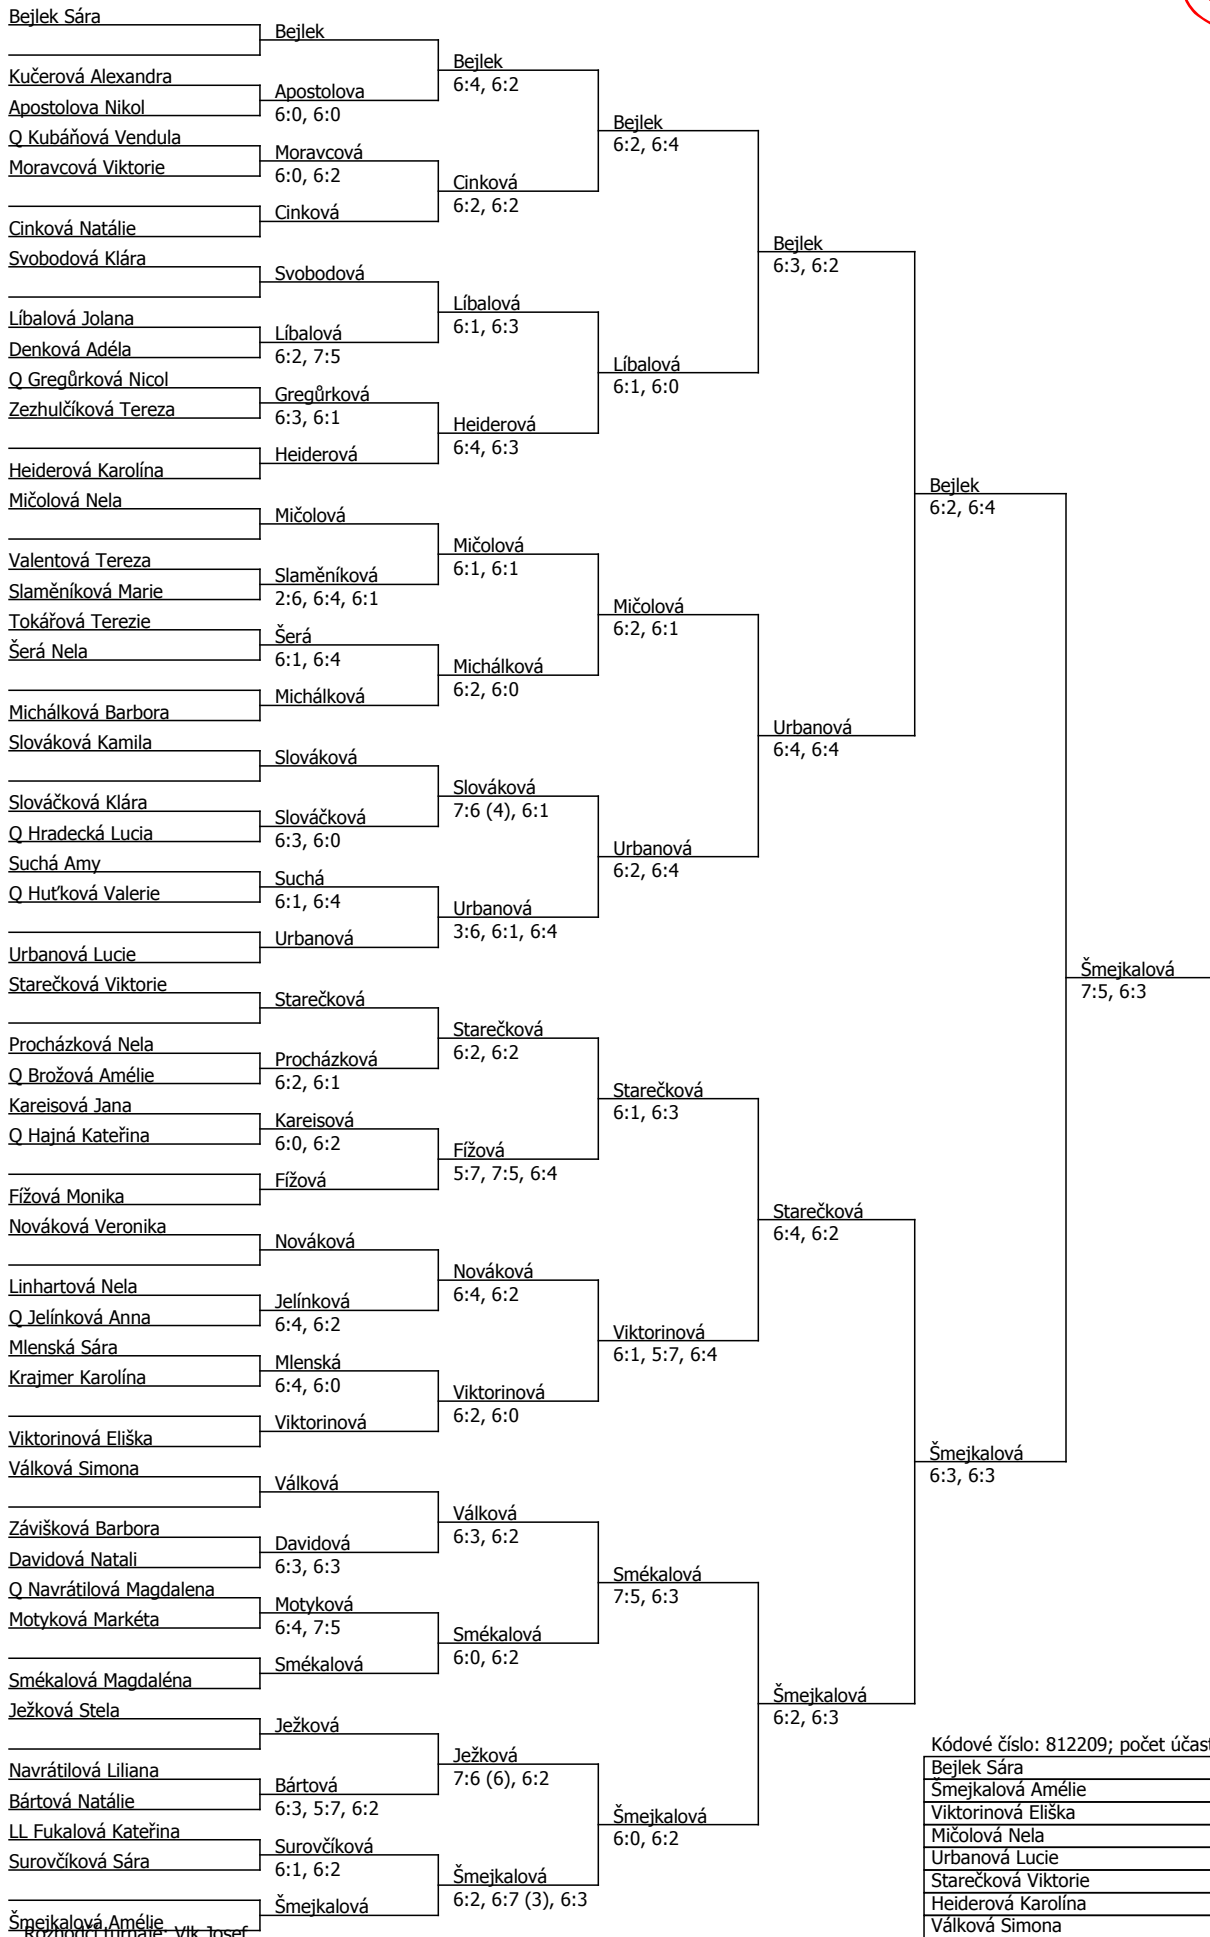 Bejlek Sára
Kučerová Alexandra
Apostolova Nikol
Q Kubáňová Vendula
Moravcová Viktorie
Cinková Natálie
Svobodová Klára
Líbalová Jolana
Denková Adéla
Q Gregůrková Nicol
Zezhulčíková Tereza
Heiderová Karolína
Mičolová Nela
Valentová Tereza
Slaměníková Marie
Tokářová Terezie
Šerá Nela
Michálková Barbora
Slováková Kamila
Slováčková Klára
Q Hradecká Lucia
Suchá Amy
Q Huťková Valerie
Urbanová Lucie
Starečková Viktorie
Procházková Nela
Q Brožová Amélie
Kareisová Jana
Q Hajná Kateřina
Fížová Monika
Nováková Veronika
Linhartová Nela
Q Jelínková Anna
Mlenská Sára
Krajmer Karolína
Viktorinová Eliška
Válková Simona
Závišková Barbora
Davidová Natali
Q Navrátilová Magdalena
Motyková Markéta
Smékalová Magdaléna
Ježková Stela
Navrátilová Liliana
Bártová Natálie
LL Fukalová Kateřina
Surovčíková Sára
Šmejkalová Amélie
Rozhodčí turnaje: Vlk Josef
Bejlek
Apostolova
6:0, 6:0
Moravcová
6:0, 6:2
Cinková
Svobodová
Líbalová
6:2, 7:5
Gregůrková
6:3, 6:1
Heiderová
Mičolová
Slaměníková
2:6, 6:4, 6:1
Šerá
6:1, 6:4
Michálková
Slováková
Slováčková
6:3, 6:0
Suchá
6:1, 6:4
Urbanová
Starečková
Procházková
6:2, 6:1
Kareisová
6:0, 6:2
Fížová
Nováková
Jelínková
6:4, 6:2
Mlenská
6:4, 6:0
Viktorinová
Válková
Davidová
6:3, 6:3
Motyková
6:4, 7:5
Smékalová
Ježková
Bártová
6:3, 5:7, 6:2
Surovčíková
6:1, 6:2
Šmejkalová
Bejlek
6:4, 6:2
Cinková
6:2, 6:2
Líbalová
6:1, 6:3
Heiderová
6:4, 6:3
Mičolová
6:1, 6:1
Michálková
6:2, 6:0
Slováková
7:6 (4), 6:1
Urbanová
3:6, 6:1, 6:4
Starečková
6:2, 6:2
Fížová
5:7, 7:5, 6:4
Nováková
6:4, 6:2
Viktorinová
6:2, 6:0
Válková
6:3, 6:2
Smékalová
6:0, 6:2
Ježková
7:6 (6), 6:2
Šmejkalová
6:2, 6:7 (3), 6:3
Bejlek
6:2, 6:4
Líbalová
6:1, 6:0
Mičolová
6:2, 6:1
Urbanová
6:2, 6:4
Starečková
6:1, 6:3
Viktorinová
6:1, 5:7, 6:4
Smékalová
7:5, 6:3
Šmejkalová
6:0, 6:2
Bejlek
6:3, 6:2
Urbanová
6:4, 6:4
Starečková
6:4, 6:2
Šmejkalová
6:2, 6:3
Bejlek
6:2, 6:4
Šmejkalová
6:3, 6:3
Šmejkalová
7:5, 6:3
Kódové číslo: 812209; počet účast
Bejlek Sára
Šmejkalová Amélie
Viktorinová Eliška
Mičolová Nela
Urbanová Lucie
Starečková Viktorie
Heiderová Karolína
Válková Simona